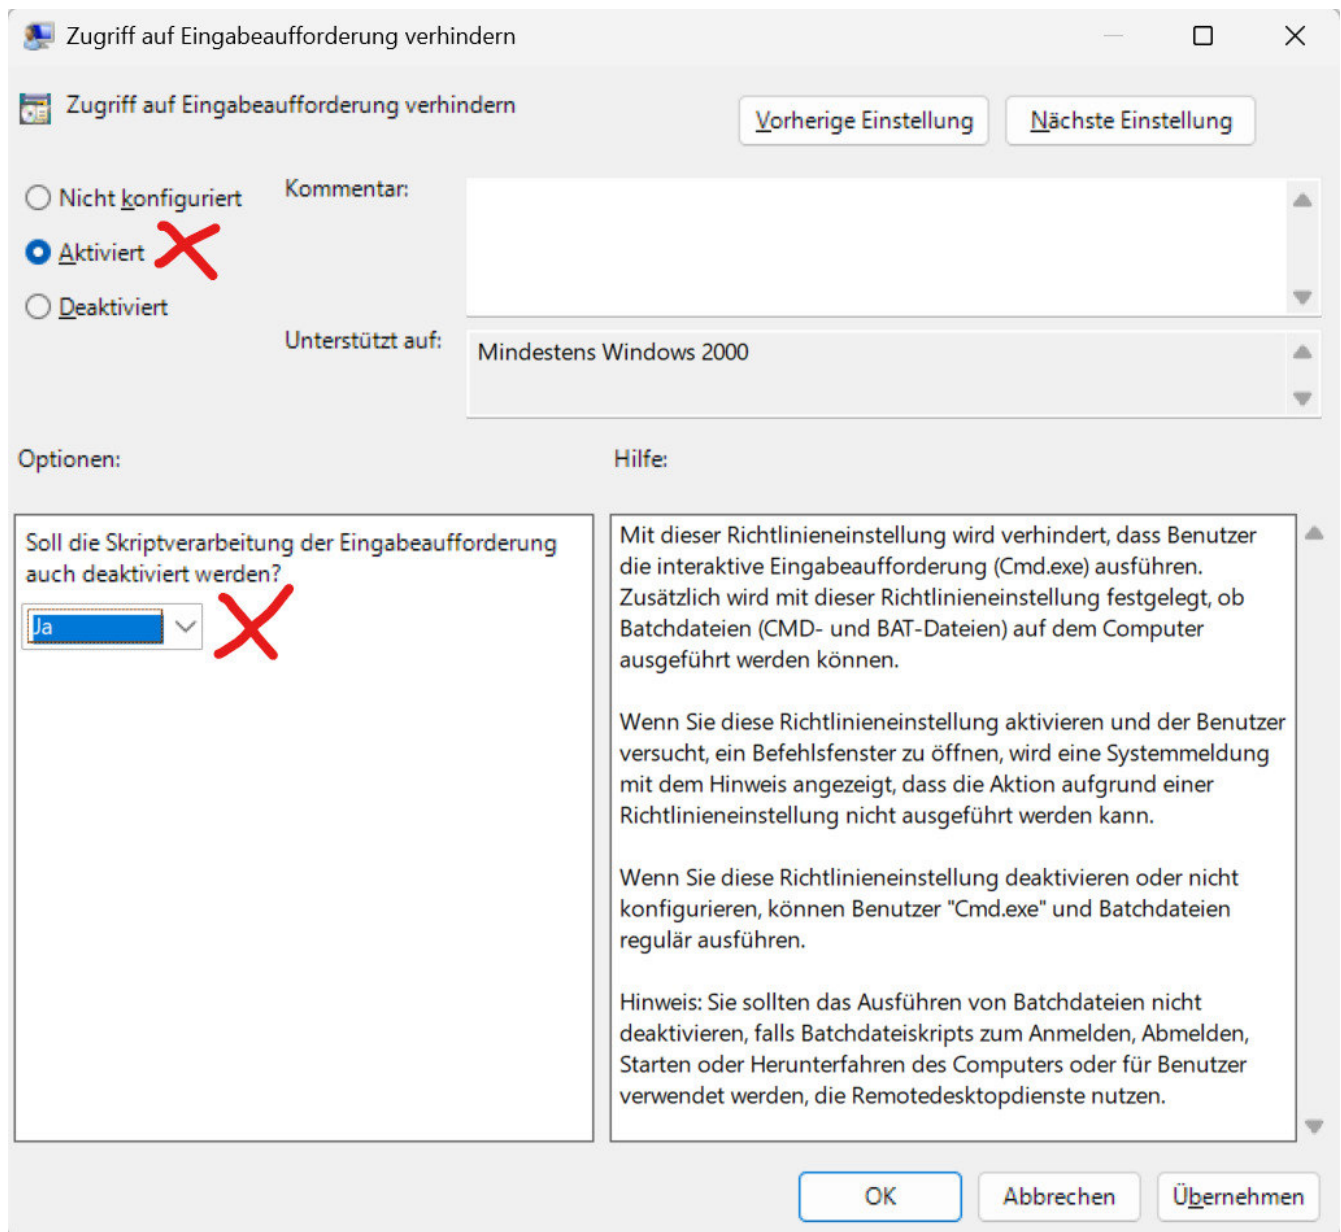 Zugriff auf Eingabeaufforderung verhindern
Zugriff auf Eingabeaufforderung verhindern
Vorherige Einstellung
Nächste Einstellung
Nicht konfiguriert
Aktiviert
Deaktiviert
Kommentar:
Unterstützt auf:
Mindestens Windows 2000
Optionen:
Hilfe:
Soll die Skriptverarbeitung der Eingabeaufforderung
auch deaktiviert werden?
Ja
Mit dieser Richtlinieneinstellung wird verhindert, dass Benutzer
die interaktive Eingabeaufforderung (Cmd.exe) ausführen.
Zusätzlich wird mit dieser Richtlinieneinstellung festgelegt, ob
Batchdateien (CMD- und BAT-Dateien) auf dem Computer
ausgeführt werden können.
Wenn Sie diese Richtlinieneinstellung aktivieren und der Benutzer
versucht, ein Befehlsfenster zu öffnen, wird eine Systemmeldung
mit dem Hinweis angezeigt, dass die Aktion aufgrund einer
Richtlinieneinstellung nicht ausgeführt werden kann.
Wenn Sie diese Richtlinieneinstellung deaktivieren oder nicht
konfigurieren, können Benutzer "Cmd.exe" und Batchdateien
regulär ausführen.
Hinweis: Sie sollten das Ausführen von Batchdateien nicht
deaktivieren, falls Batchdateiskripts zum Anmelden, Abmelden,
Starten oder Herunterfahren des Computers oder für Benutzer
verwendet werden, die Remotedesktopdienste nutzen.
OK
Abbrechen
Übernehmen